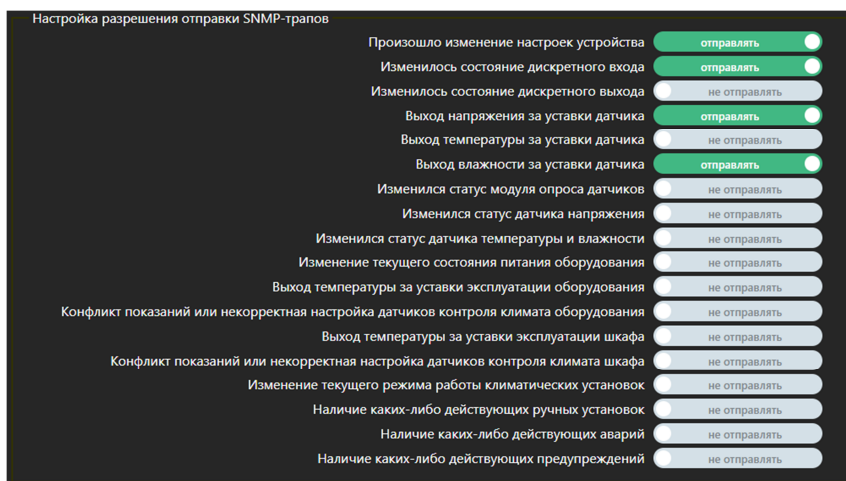 Настройка разрешения отправки SNMP-трапов
Произошло изменение настроек устройства отправлять
Изменилось состояние дискретного входа отправлять
Изменилось состояние дискретного выхода не отправлять
Выход напряжения за уставки датчика отправлять
Выход температуры за уставки датчика не отправлять
Выход влажности за уставки датчика отправлять
Изменился статус модуля опроса датчиков не отправлять
Изменился статус датчика напряжения не отправлять
Изменился статус датчика температуры и влажности не отправлять
Изменение текущего состояния питания оборудования не отправлять
Выход температуры за уставки эксплуатации оборудования не отправлять
Конфликт показаний или некорректная настройка датчиков контроля климата оборудования не отправлять
Выход температуры за уставки эксплуатации шкафа не отправлять
Конфликт показаний или некорректная настройка датчиков контроля климата шкафа не отправлять
Изменение текущего режима работы климатических установок не отправлять
Наличие каких-либо действующих ручных установок не отправлять
Наличие каких-либо действующих аварий не отправлять
Наличие каких-либо действующих предупреждений не отправлять